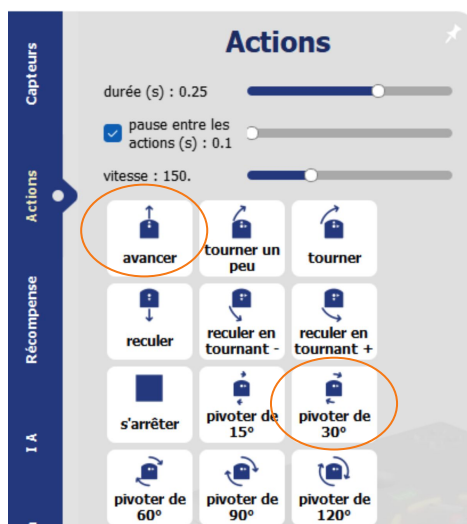 Actions
Capteurs
durée (s) : 0.25
pause entre les
actions (s) : 0.1
vitesse : 150.
Actions
avancer
tourner un
peu
tourner
Récompense
reculer
reculer en
tournant -
reculer en
tournant +
s'arrêter
pivoter de
15°
pivoter de
30°
I A
pivoter de
60°
pivoter de
90°
pivoter de
120°